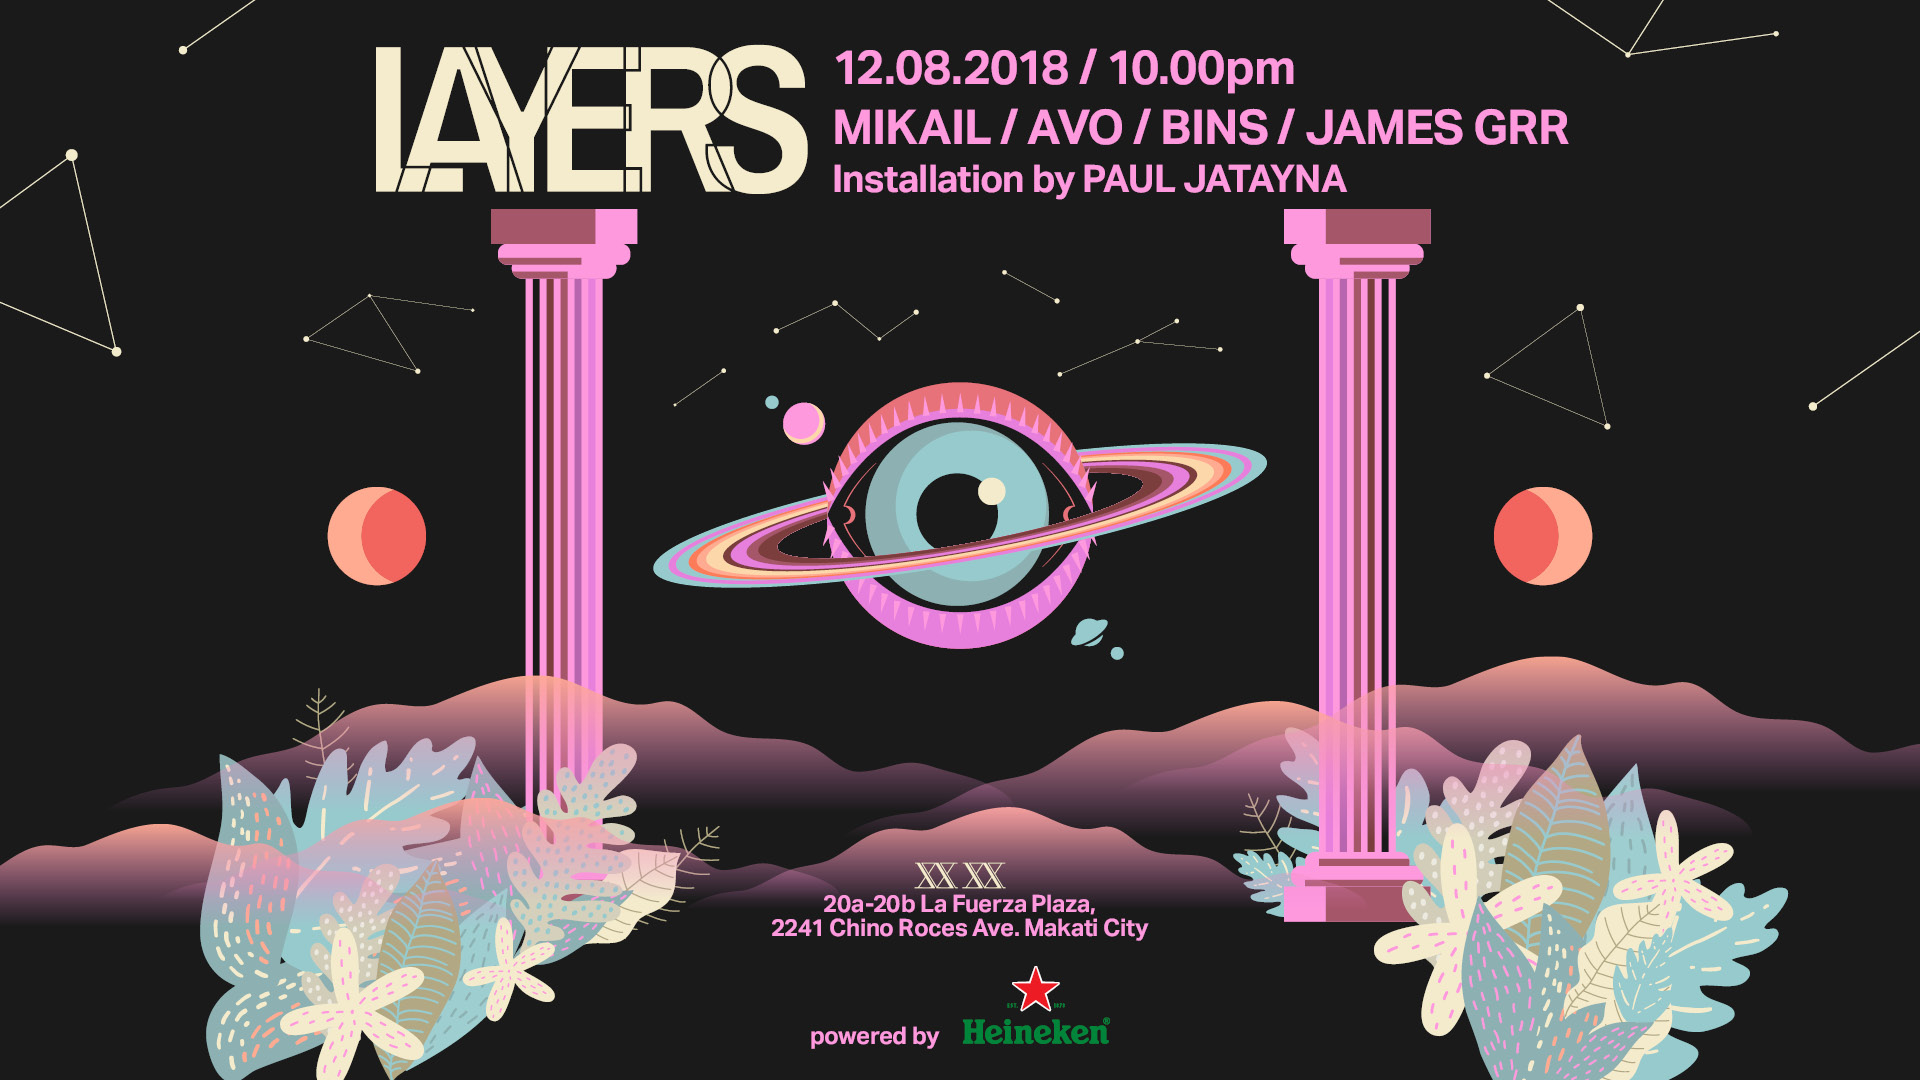 LAYERS
12.08.2018 / 10.00pm
MIKAIL / AVO / BINS / JAMES GRR
Installation by PAUL JATAYNA
XX XX
20a-20b La Fuerza Plaza,
2241 Chino Roces Ave. Makati City
powered by
Heineken®